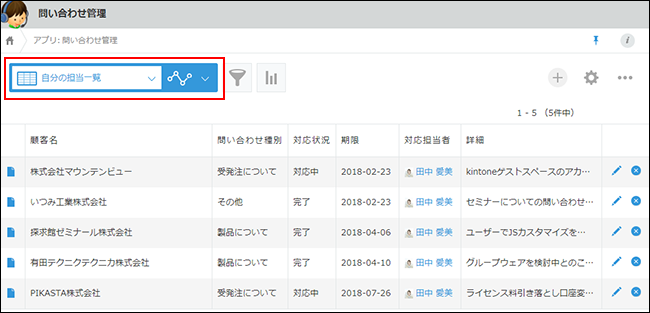 問い合わせ管理
アプリ: 問い合わせ管理
自分の担当一覧
1 - 5 (5件中)
顧客名 問い合わせ種別 対応状況 期限 対応担当者 詳細
株式会社マウンテンビュー 受発注について 対応中 2018-02-23 田中 愛美 kintoneゲストスペースのアカ…
いつみ工業株式会社 その他 完了 2018-02-23 田中 愛美 セミナーについての問い合わせ…
探求館ゼミナール株式会社 製品について 完了 2018-04-06 田中 愛美 ユーザーでJSカスタマイズを…
有田テクニクテクニカ株式会社 製品について 完了 2018-04-10 田中 愛美 グループウェアを検討中とのこ…
PIKASTA株式会社 受発注について 対応中 2018-07-26 田中 愛美 ライセンス料引き落とし口座変…